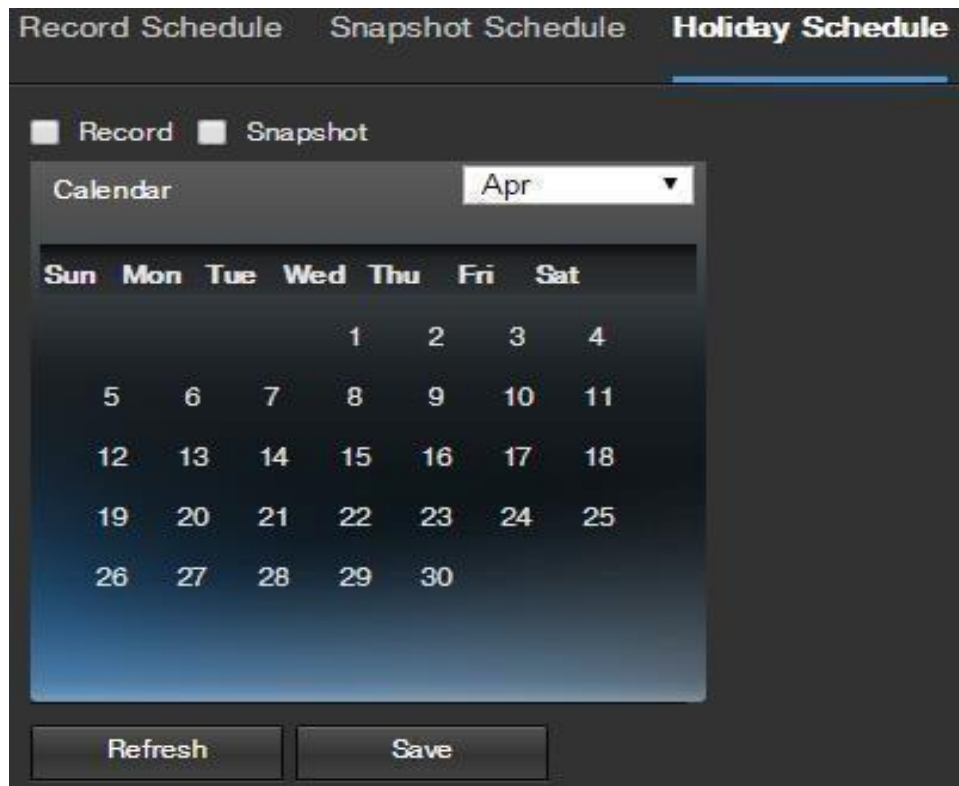 Record Schedule Snapshot Schedule Holiday Schedule
Record Snapshot
Calendar Apr
Sun Mon Tue Wed Thu Fri Sat
1 2 3 4
5 6 7 8 9 10 11
12 13 14 15 16 17 18
19 20 21 22 23 24 25
26 27 28 29 30
Refresh Save